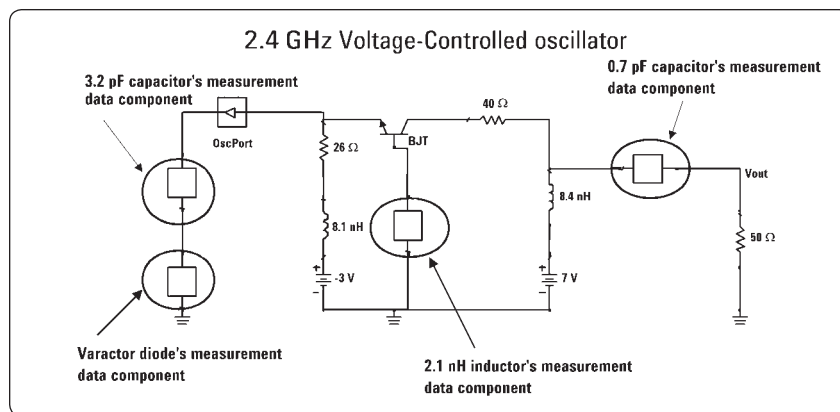 2.4 GHz Voltage-Controlled oscillator
3.2 pF capacitor's measurement
data component
0.7 pF capacitor's measurement
data component
OscPort
26 Ω
BJT
40 Ω
Vout
8.1 nH
8.4 nH
50 Ω
+
-3 V
−
+
7 V
−
Varactor diode's measurement
data component
2.1 nH inductor's measurement
data component